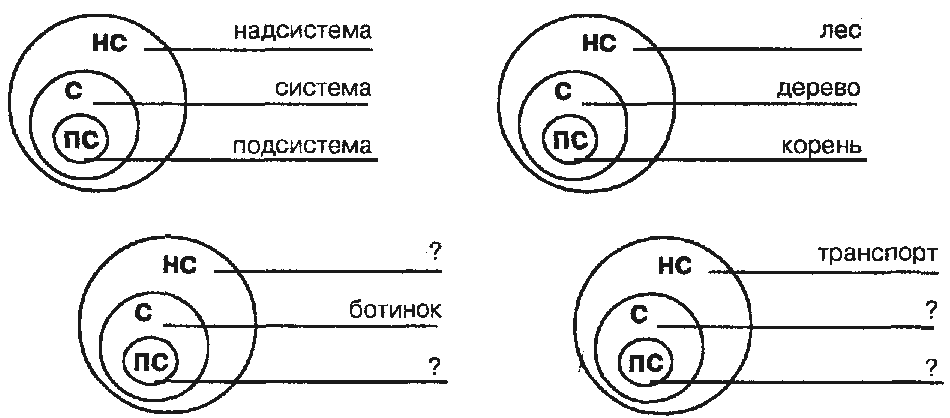 НС надсистема
С система
ПС подсистема
НС лес
С дерево
ПС корень
НС ?
С ботинок
ПС ?
НС транспорт
С ?
ПС ?